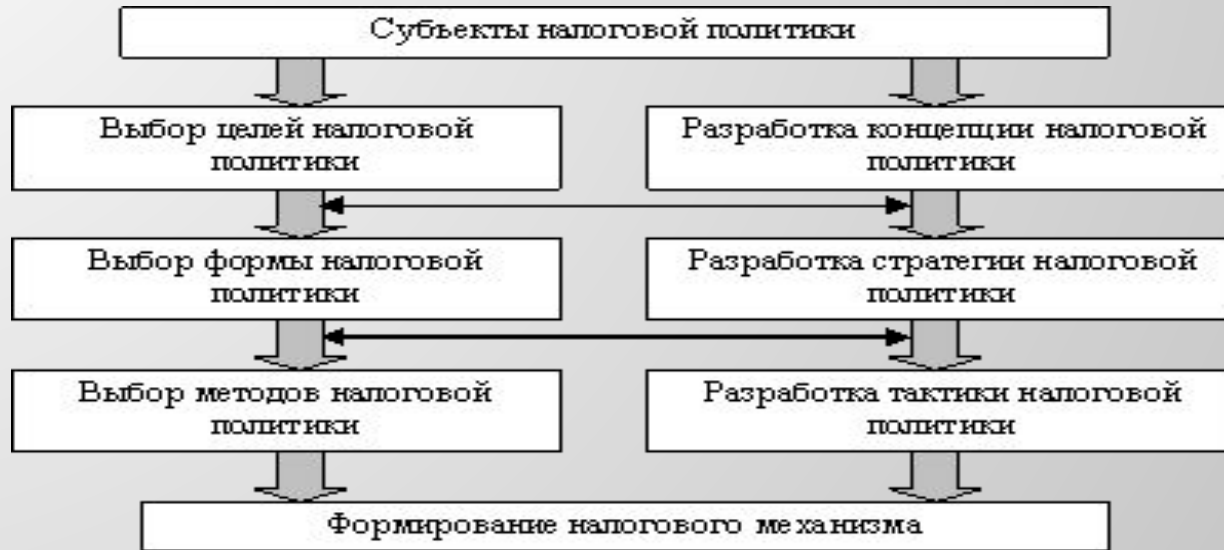 Субъекты налоговой политики
Выбор целей налоговой
политики
Разработка концепции налоговой
политики
Выбор формы налоговой
политики
Разработка стратегии налоговой
политики
Выбор методов налоговой
политики
Разработка тактики налоговой
политики
Формирование налогового механизма